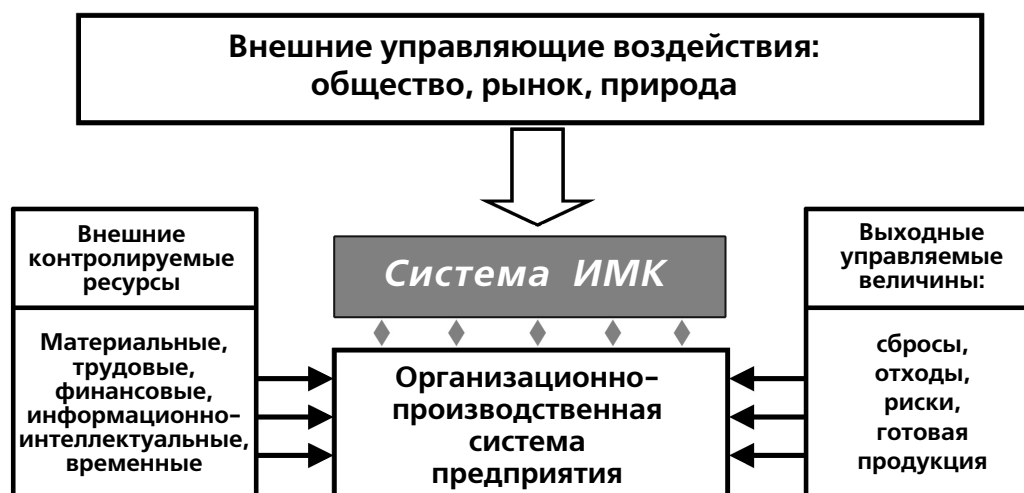 Внешние управляющие воздействия:
общество, рынок, природа
Внешние
контролируемые
ресурсы
Материальные,
трудовые,
финансовые,
информационно–
интеллектуальные,
временные
Система ИМК
Организационно–
производственная
система
предприятия
Выходные
управляемые
величины:
сбросы,
отходы,
риски,
готовая
продукция